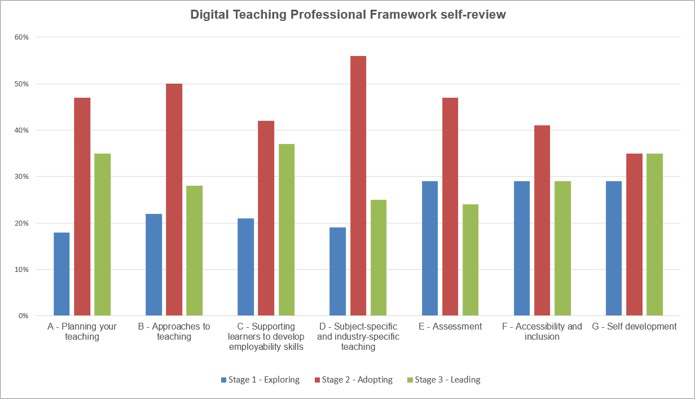 Digital Teaching Professional Framework self-review
60%
50%
40%
30%
20%
10%
0%
A - Planning your
teaching
B - Approaches to
teaching
C - Supporting
learners to develop
employability skills
D - Subject-specific
and industry-specific
teaching
E - Assessment
F - Accessibility and
inclusion
G - Self development
Stage 1 - Exploring
Stage 2 - Adopting
Stage 3 - Leading